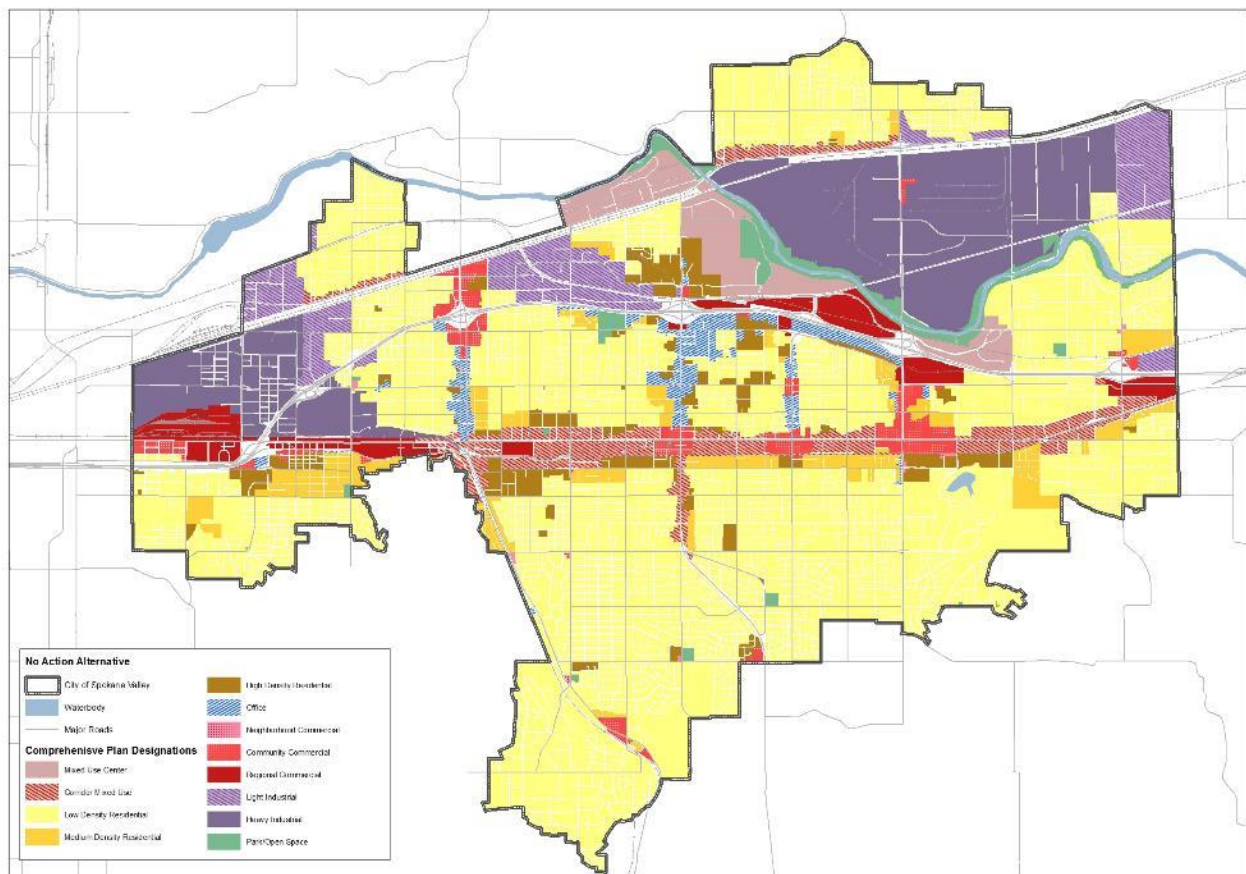 No Action Alternative
City of Spokane Valley
Waterbody
Major Roads
Comprehenisve Plan Designations
Mixed Use Center
Corridor Mixed Use
Low Density Residential
Medium Density Residential
High Density Residential
Office
Neighborhood Commercial
Community Commercial
Regional Commercial
Light Industrial
Heavy Industrial
Park/Open Space